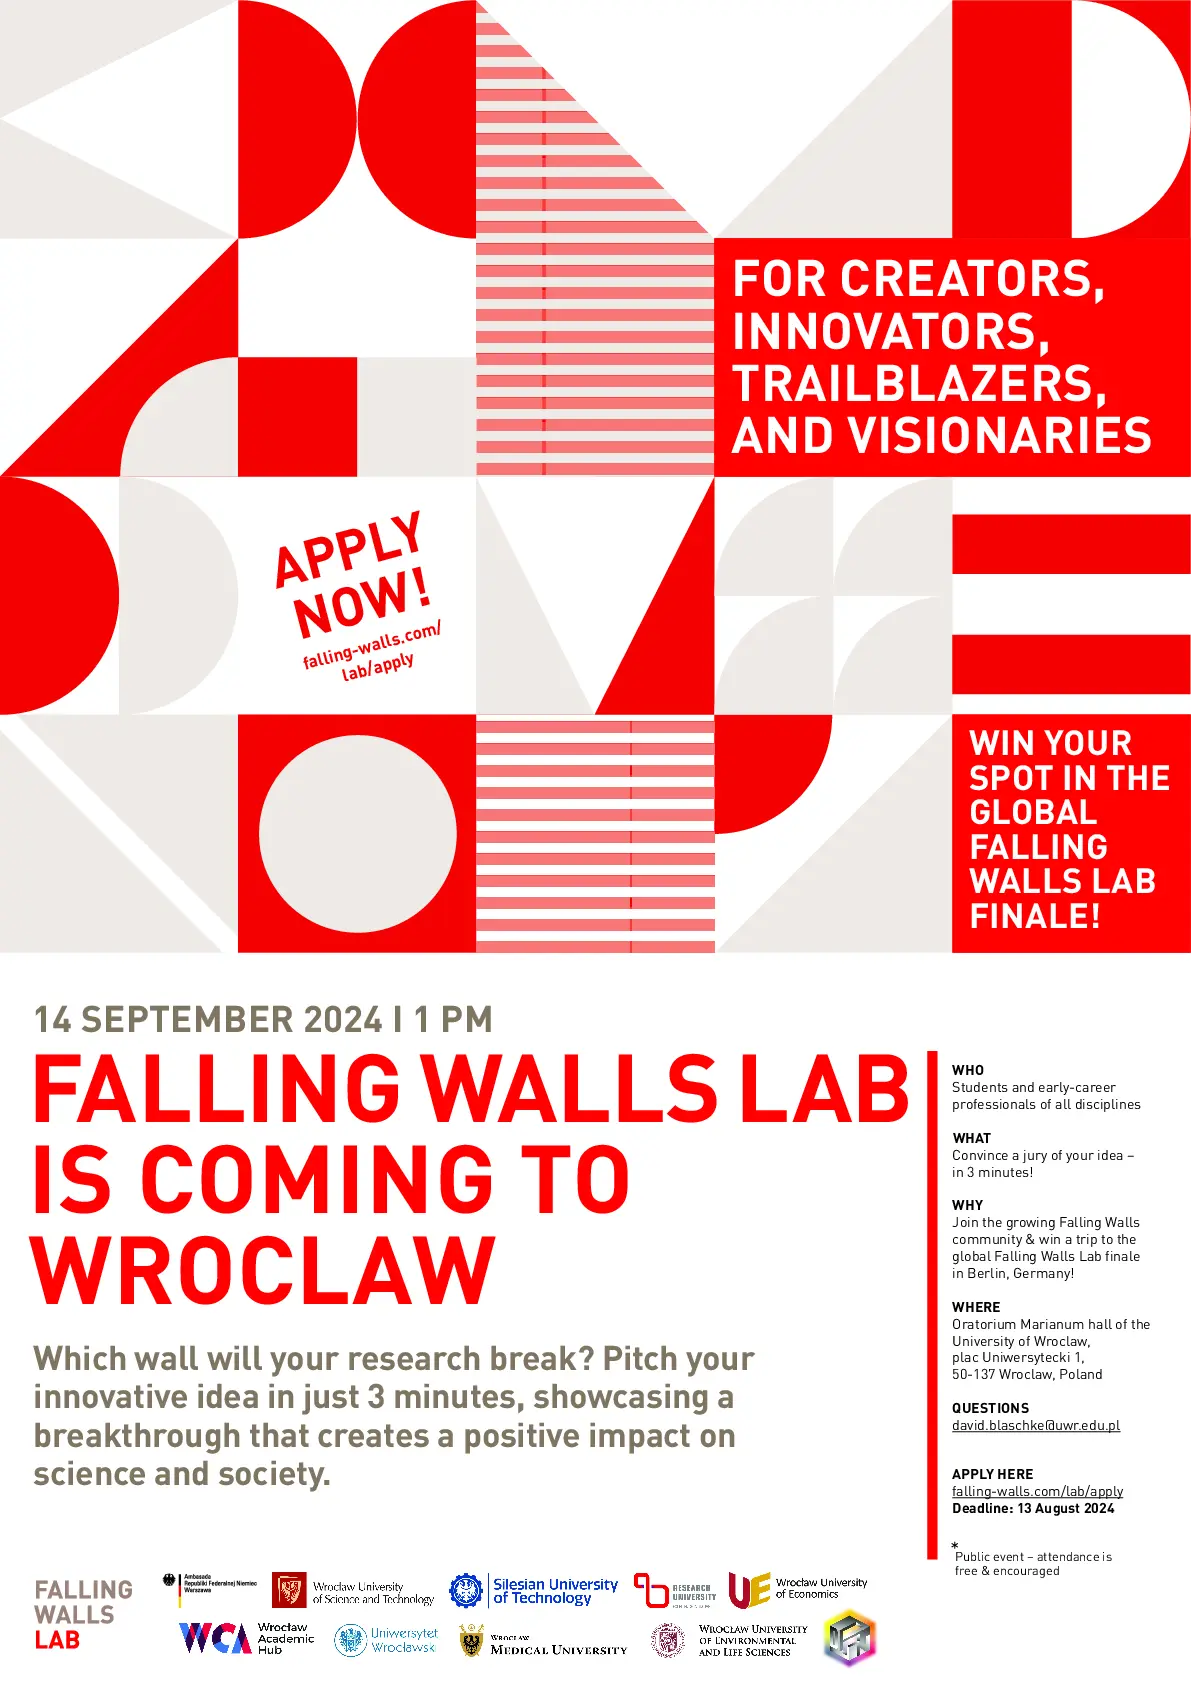 FOR CREATORS,
INNOVATORS,
TRAILBLAZERS,
AND VISIONARIES
APPLY
NOW!
falling-walls.com/
lab/apply
WIN YOUR
SPOT IN THE
GLOBAL
FALLING
WALLS LAB
FINALE!
14 SEPTEMBER 2024 I 1 PM
FALLING WALLS LAB
IS COMING TO
WROCLAW
Which wall will your research break? Pitch your
innovative idea in just 3 minutes, showcasing a
breakthrough that creates a positive impact on
science and society.
WHO
Students and early-career
professionals of all disciplines
WHAT
Convince a jury of your idea –
in 3 minutes!
WHY
Join the growing Falling Walls
community & win a trip to the
global Falling Walls Lab finale
in Berlin, Germany!
WHERE
Oratorium Marianum hall of the
University of Wroclaw,
plac Uniwersytecki 1,
50-137 Wroclaw, Poland
QUESTIONS
david.blaschke@uwr.edu.pl
APPLY HERE
falling-walls.com/lab/apply
Deadline: 13 August 2024
*
Public event – attendance is
free & encouraged
FALLING
WALLS
LAB
Ambasada
Republiki Federalnej Niemiec
Warszawa
Wrocław University
of Science and Technology
Silesian University
of Technology
RESEARCH
UNIVERSITY
UE
Wrocław University
of Economics
WCA
Wrocław
Academic
Hub
Uniwersytet
Wrocławski
WROCLAW
MEDICAL UNIVERSITY
WROCŁAW UNIVERSITY
OF ENVIRONMENTAL
AND LIFE SCIENCES